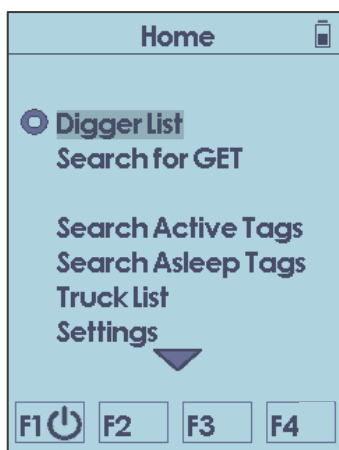 Home
Digger List
Search for GET
Search Active Tags
Search Asleep Tags
Truck List
Settings
F1 F2 F3 F4